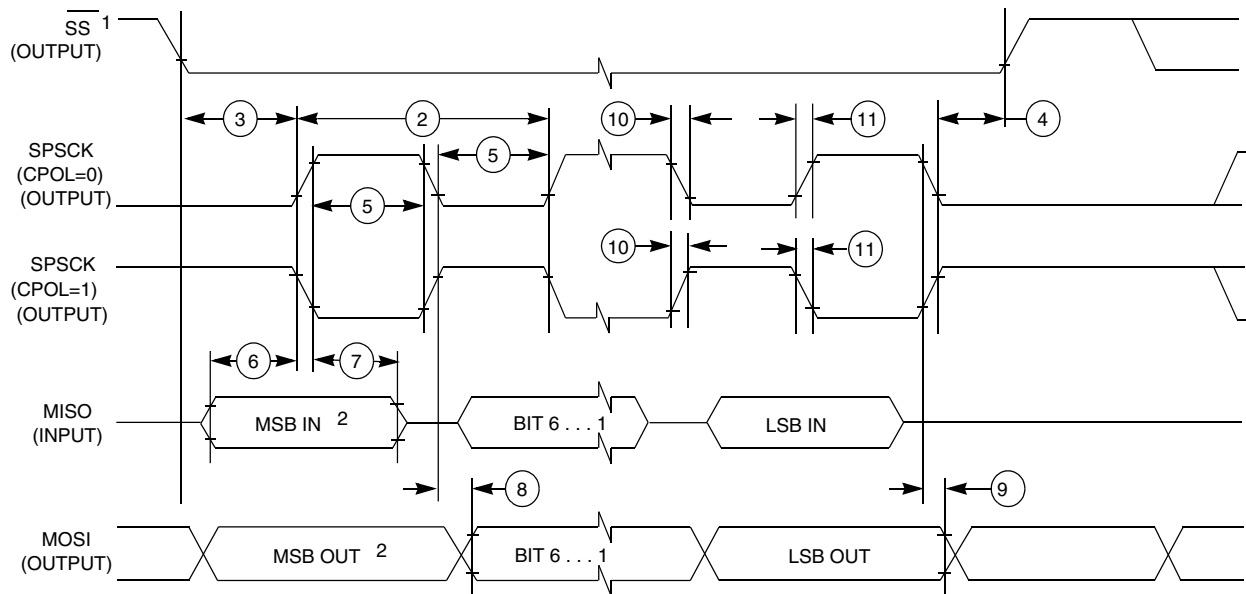 SS 1
(OUTPUT)
3
2
10
11
4
SPSCK
(CPOL=0)
(OUTPUT)
5
5
10
11
SPSCK
(CPOL=1)
(OUTPUT)
6
7
MISO
(INPUT)
MSB IN 2
BIT 6 . . . 1
LSB IN
8
9
MOSI
(OUTPUT)
MSB OUT 2
BIT 6 . . . 1
LSB OUT